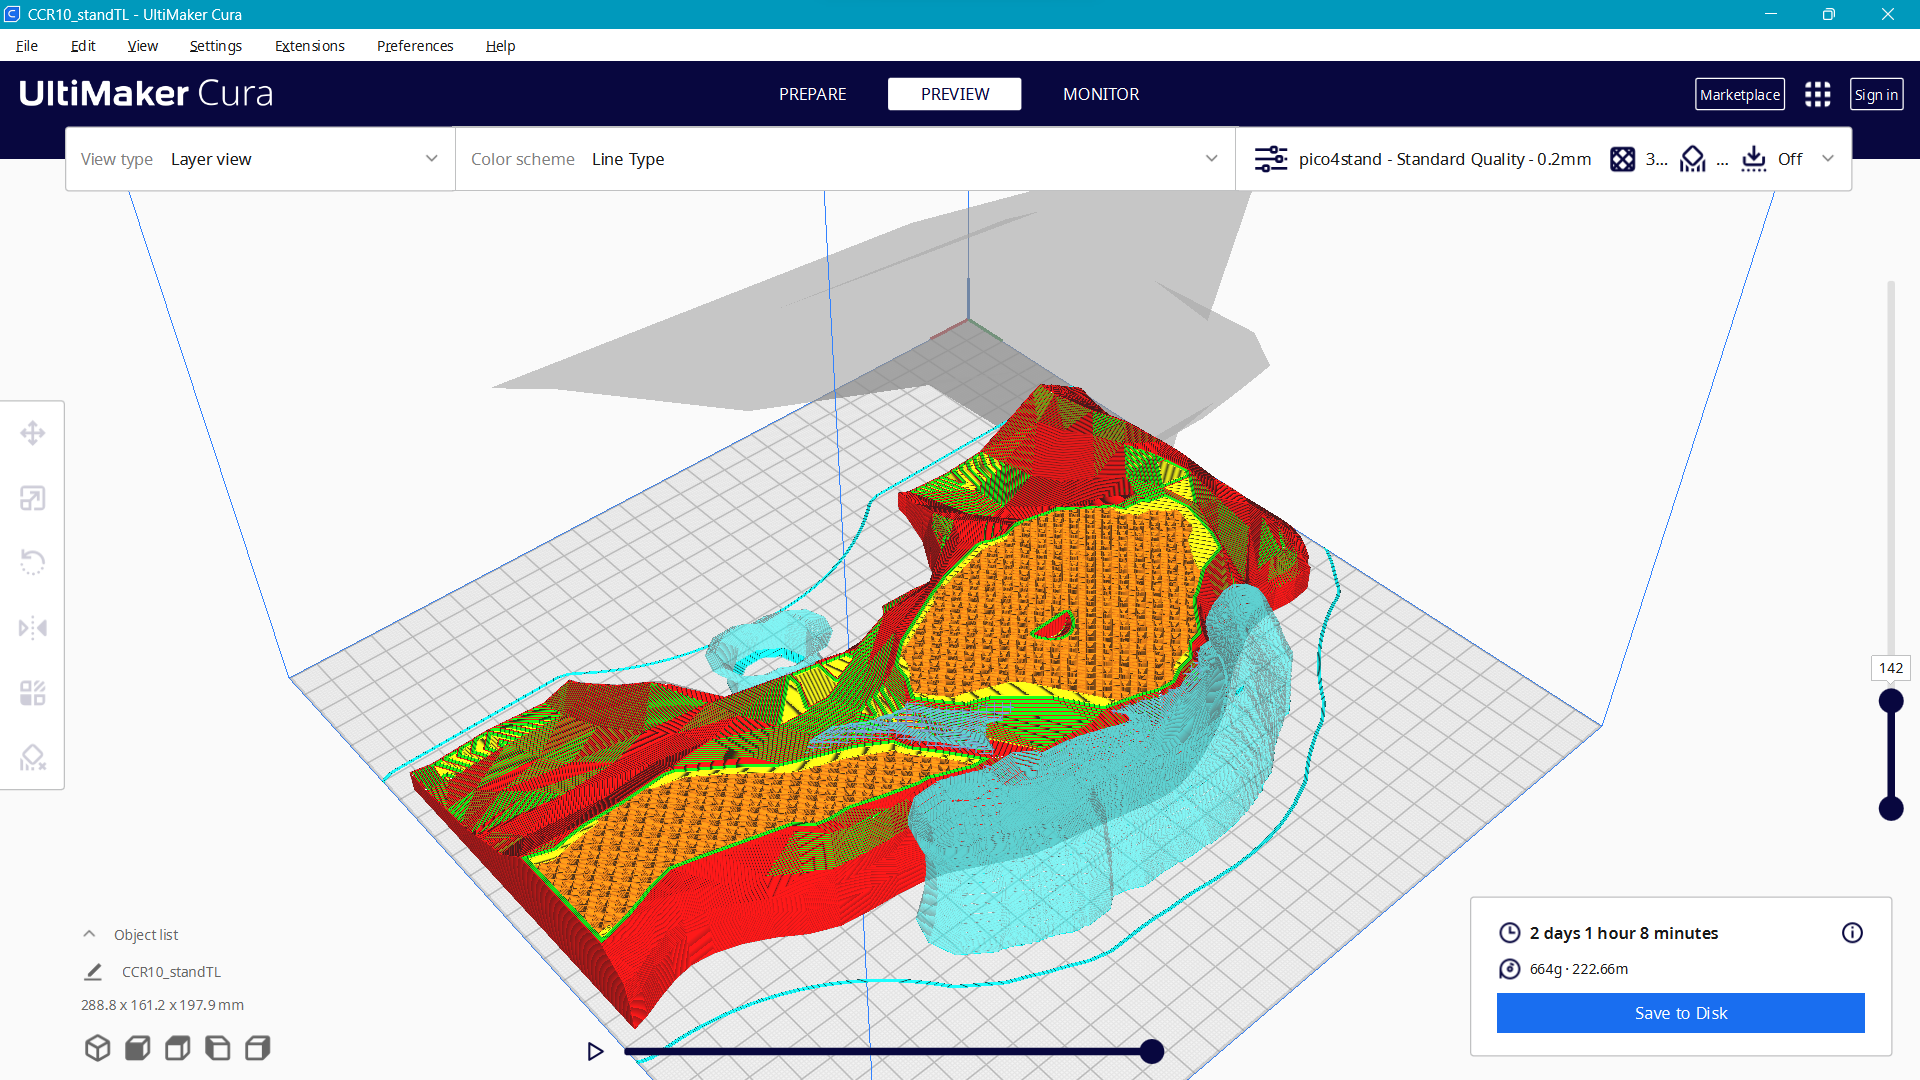 CCR10_standTL - UltiMaker Cura
File Edit View Settings Extensions Preferences Help
UltiMaker Cura
PREPARE PREVIEW MONITOR
Marketplace Sign in
View type Layer view
Color scheme Line Type
pico4stand - Standard Quality - 0.2mm 3... ... Off
142
Object list
CCR10_standTL
288.8 x 161.2 x 197.9 mm
2 days 1 hour 8 minutes
664g · 222.66m
Save to Disk